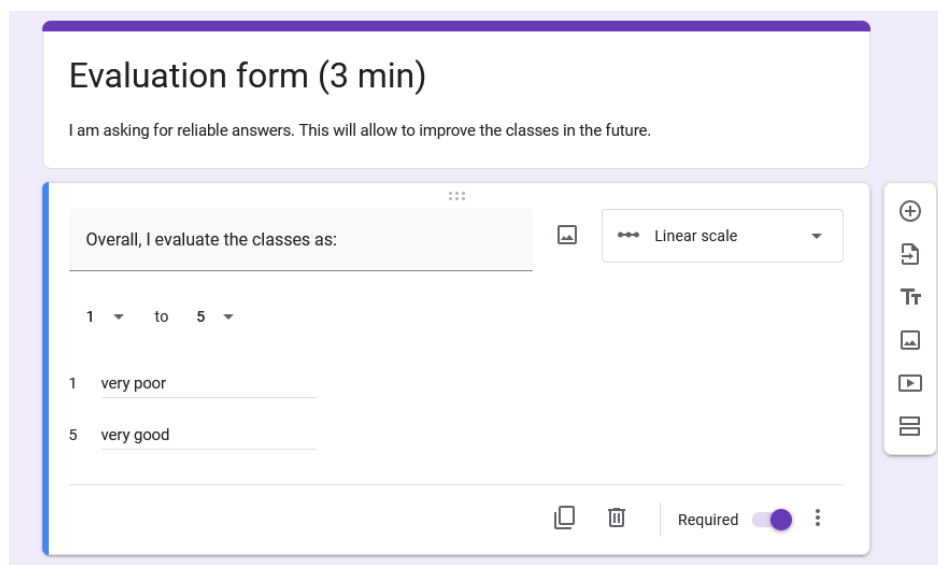 Evaluation form (3 min)
I am asking for reliable answers. This will allow to improve the classes in the future.
Overall, I evaluate the classes as:
Linear scale
1 to 5
1 very poor
5 very good
Required
Tт